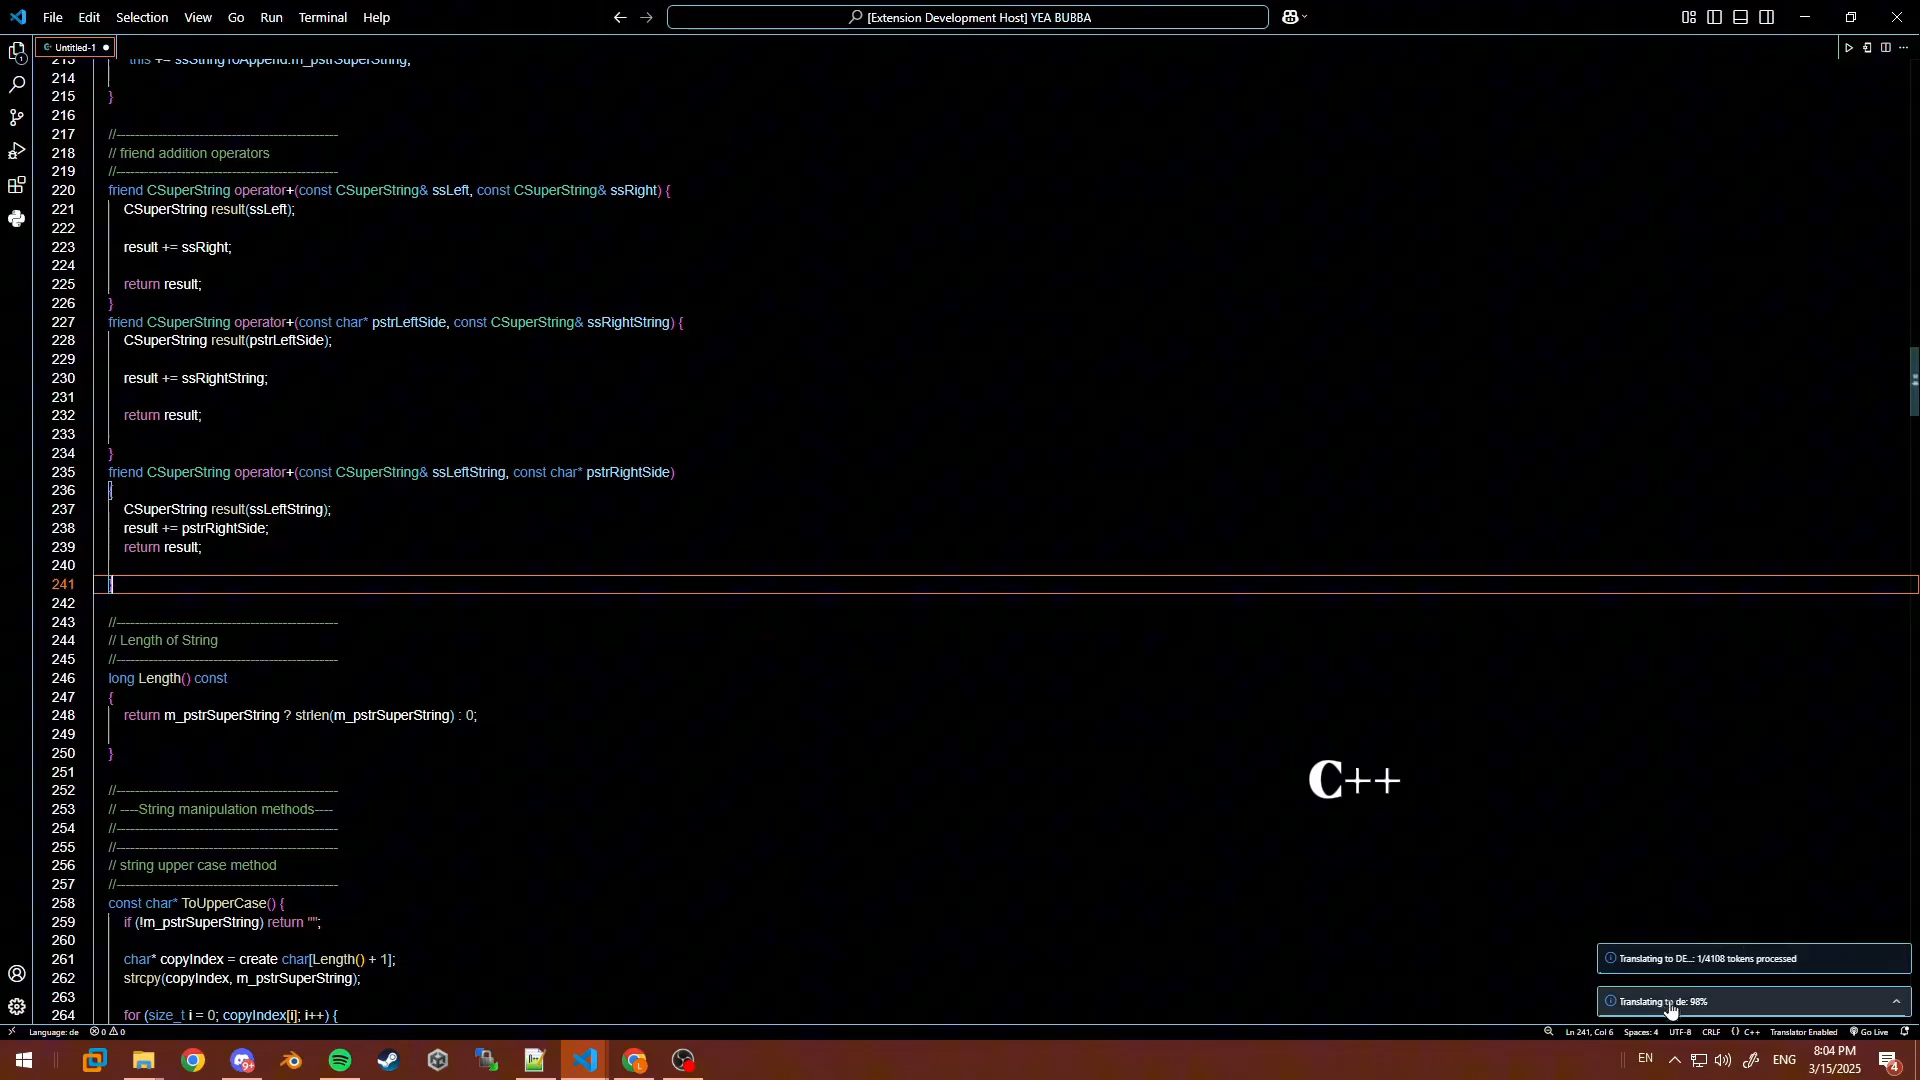 File Edit Selection View Go Run Terminal Help
[Extension Development Host] YEA BUBBA
Untitled-1
214
215 }
216
217 //------------------------------------------------
218 // friend addition operators
219 //------------------------------------------------
220 friend CSuperString operator+(const CSuperString& ssLeft, const CSuperString& ssRight) {
221 CSuperString result(ssLeft);
222
223 result += ssRight;
224
225 return result;
226 }
227 friend CSuperString operator+(const char* pstrLeftSide, const CSuperString& ssRightString) {
228 CSuperString result(pstrLeftSide);
229
230 result += ssRightString;
231
232 return result;
233
234 }
235 friend CSuperString operator+(const CSuperString& ssLeftString, const char* pstrRightSide)
236 {
237 CSuperString result(ssLeftString);
238 result += pstrRightSide;
239 return result;
240
241 }
242
243 //------------------------------------------------
244 // Length of String
245 //------------------------------------------------
246 long Length() const
247 {
248 return m_pstrSuperString ? strlen(m_pstrSuperString) : 0;
249
250 }
251
252 //------------------------------------------------
253 // ----String manipulation methods----
254 //------------------------------------------------
255 //------------------------------------------------
256 // string upper case method
257 //------------------------------------------------
258 const char* ToUpperCase() {
259 if (!m_pstrSuperString) return "";
260
261 char* copyIndex = create char[Length() + 1];
262 strcpy(copyIndex, m_pstrSuperString);
263
264 for (size_t i = 0; copyIndex[i]; i++) {
C++
Translating to DE...: 1/4108 tokens processed
Translating to de: 98%
Language: de 0 0 Ln 241, Col 6 Spaces: 4 UTF-8 CRLF {} C++ Translator Enabled Go Live
EN ENG 8:04 PM
3/15/2025
4